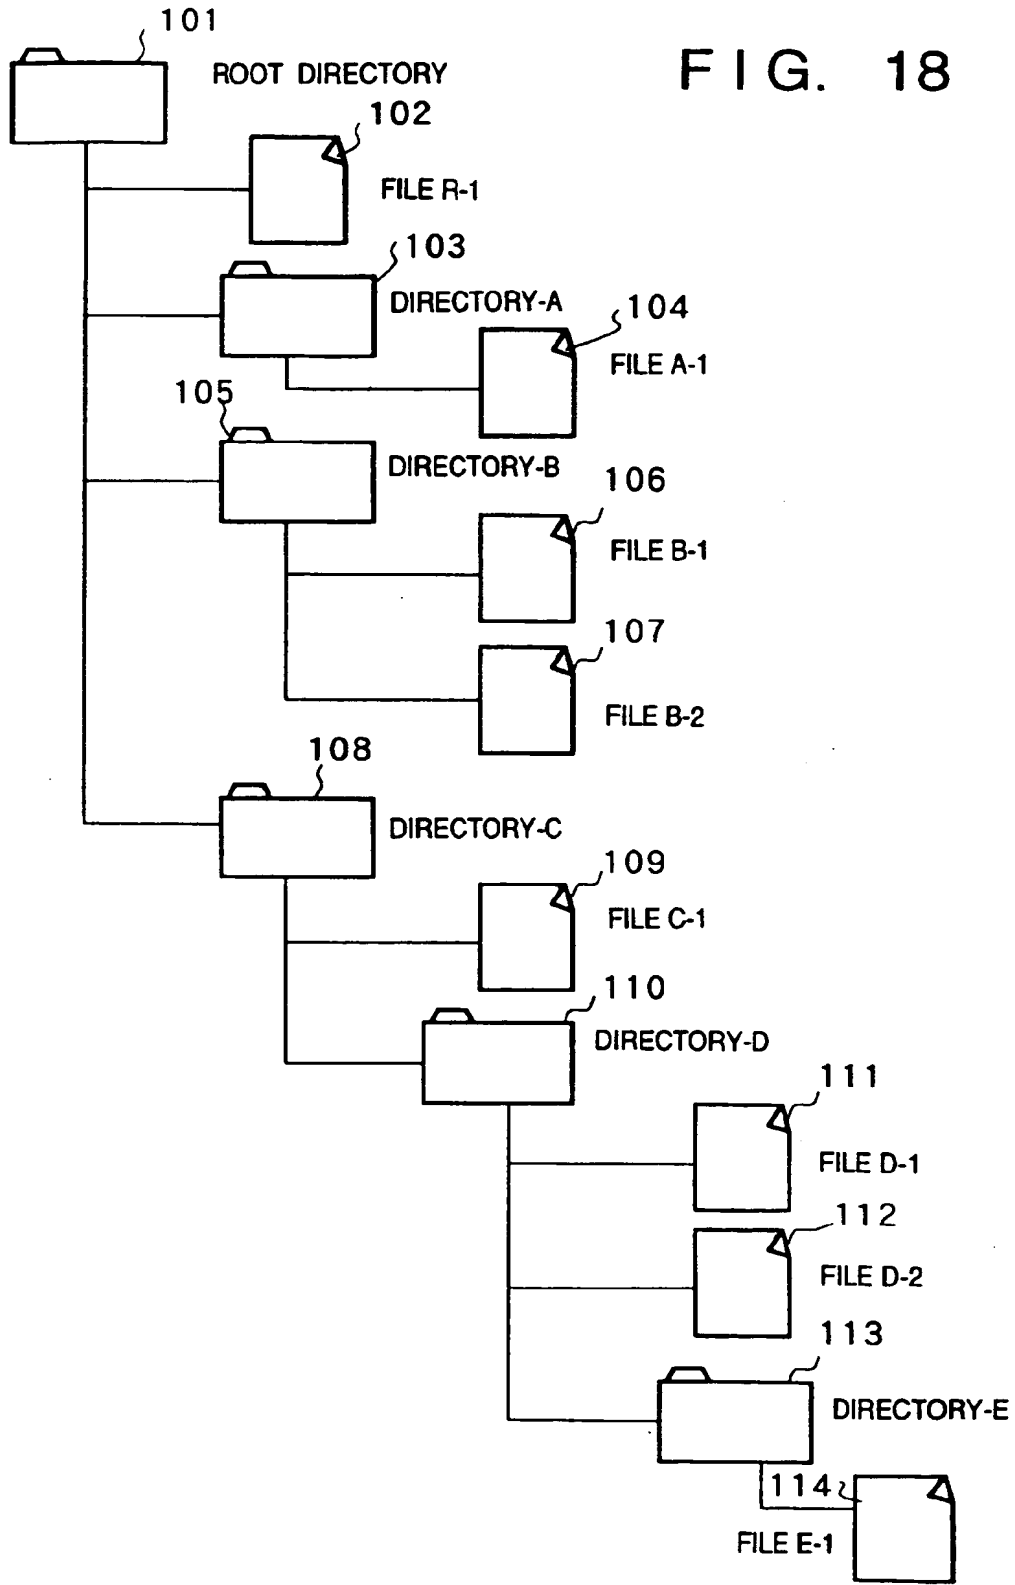 101
FIG. 18
ROOT DIRECTORY
102
FILE R-1
103
DIRECTORY-A
104
FILE A-1
105
DIRECTORY-B
106
FILE B-1
107
FILE B-2
108
DIRECTORY-C
109
FILE C-1
110
DIRECTORY-D
111
FILE D-1
112
FILE D-2
113
DIRECTORY-E
114
FILE E-1